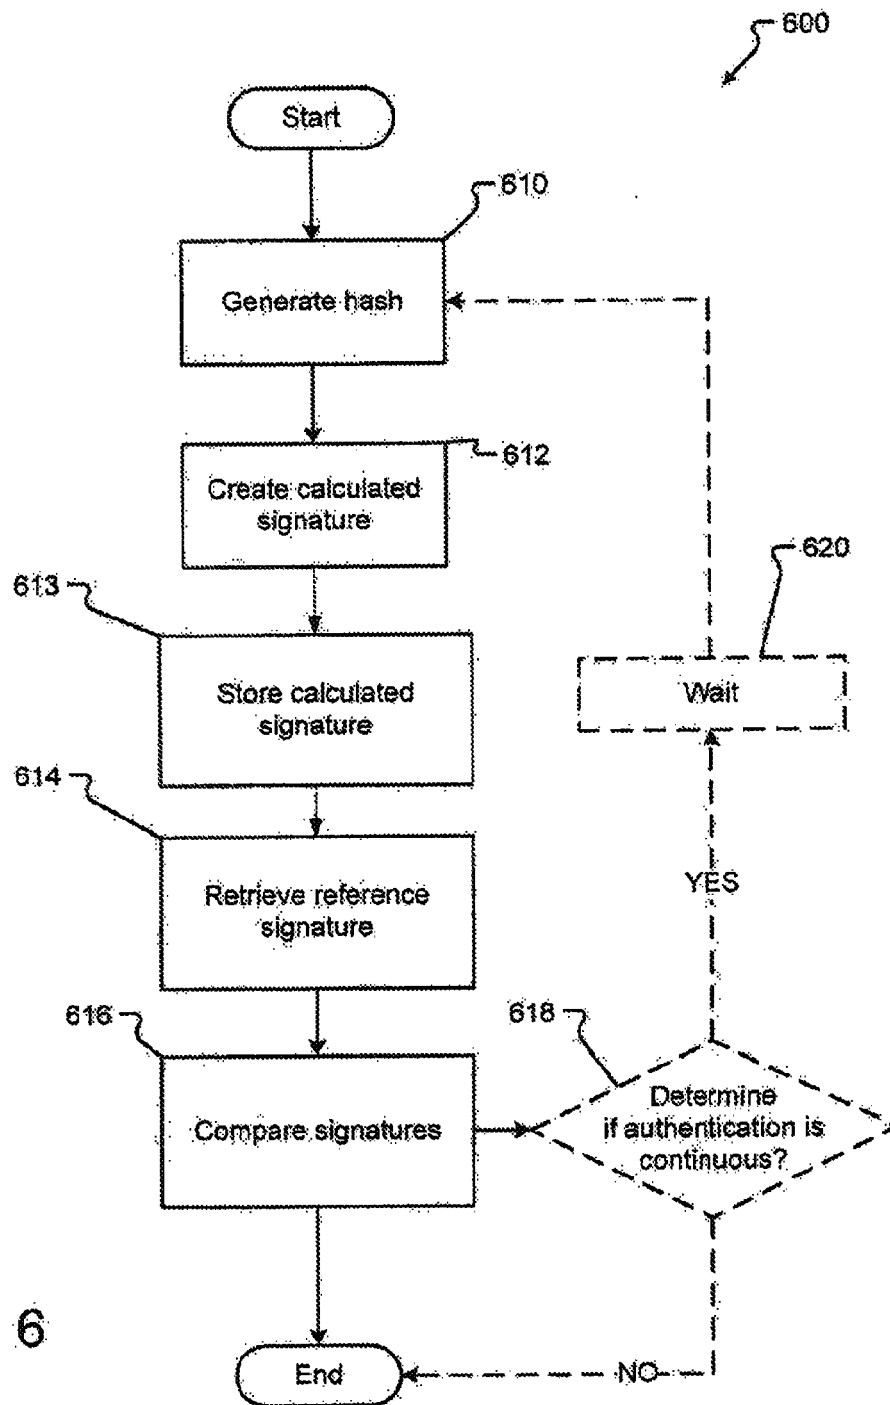 600
Start
610
Generate hash
612
Create calculated
signature
613
Store calculated
signature
620
Wait
614
Retrieve reference
signature
YES
616
Compare signatures
618
Determine
if authentication is
continuous?
6
End
NO